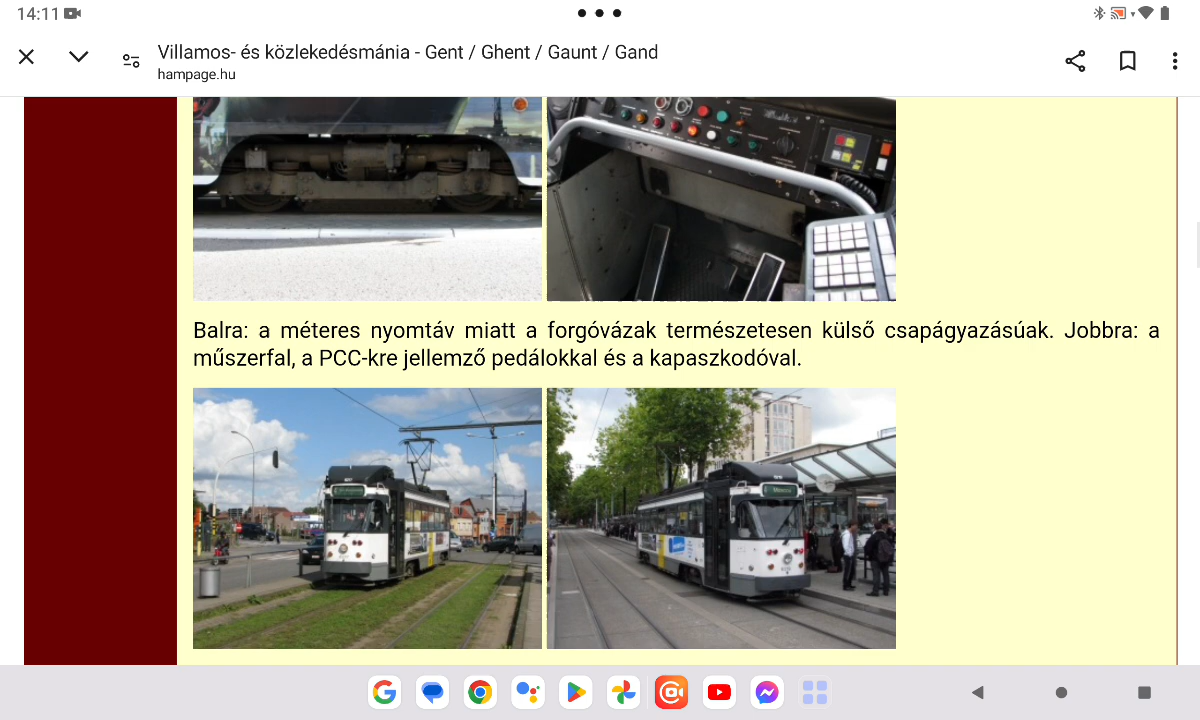 14:11
Villamos- és közlekedésmánia - Gent / Ghent / Gaunt / Gand
hampage.hu
Balra: a méteres nyomtáv miatt a forgóvázak természetesen külső csapágyazásúak. Jobbra: a
műszerfal, a PCC-kre jellemző pedálokkal és a kapaszkodóval.